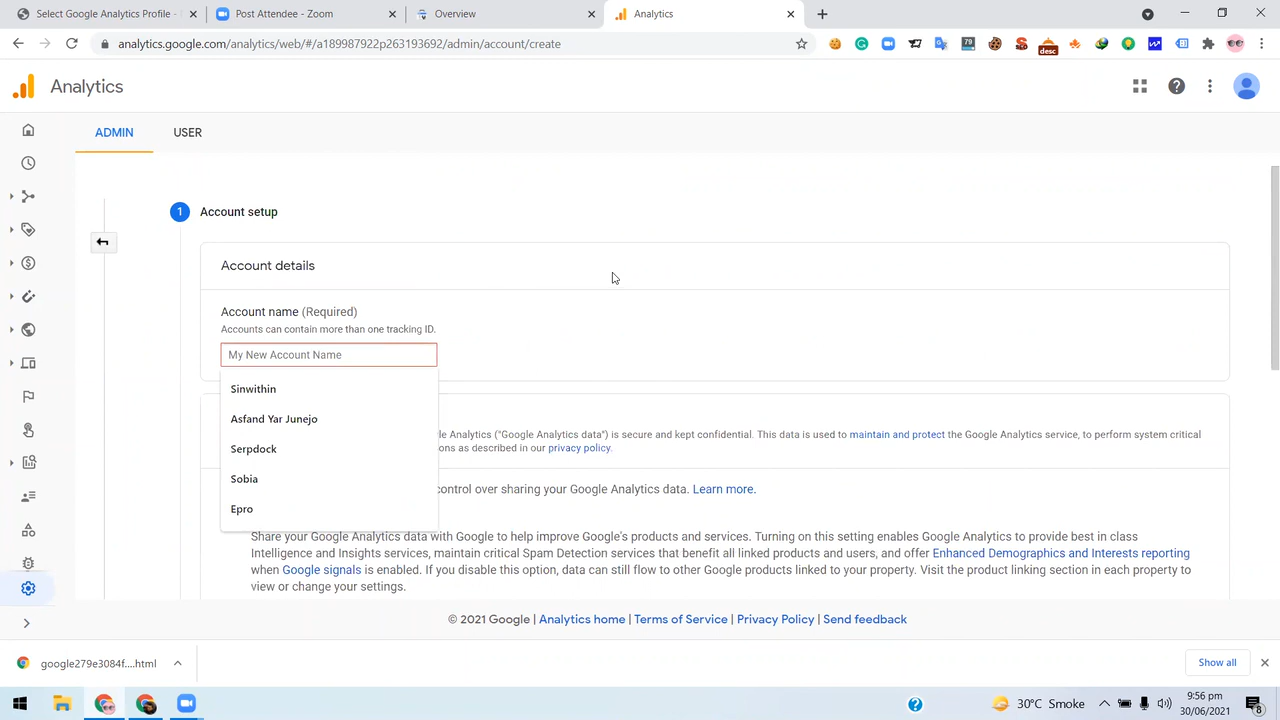 Select Google Analytics Profile -
Post Attendee - Zoom
Overview
Analytics
79
desc
Analytics
ADMIN
USER
1 Account setup
Account details
Account name (Required)
Accounts can contain more than one tracking ID.
My New Account Name
Sinwithin
Asfand Yar Junejo
Serpdock
Sobia
Epro
le Analytics ("Google Analytics data") is secure and kept confidential. This data is used to maintain and protect the Google Analytics service, to perform system critical
ons as described in our privacy policy.
control over sharing your Google Analytics data. Learn more.
Share your Google Analytics data with Google to help improve Google's products and services. Turning on this setting enables Google Analytics to provide best in class
Intelligence and Insights services, maintain critical Spam Detection services that benefit all linked products and users, and offer Enhanced Demographics and Interests reporting
when Google signals is enabled. If you disable this option, data can still flow to other Google products linked to your property. Visit the product linking section in each property to
view or change your settings.
© 2021 Google | Analytics home | Terms of Service | Privacy Policy | Send feedback
google279e3084f....html
Show all
30°C Smoke
9:56 pm
30/06/2021
8